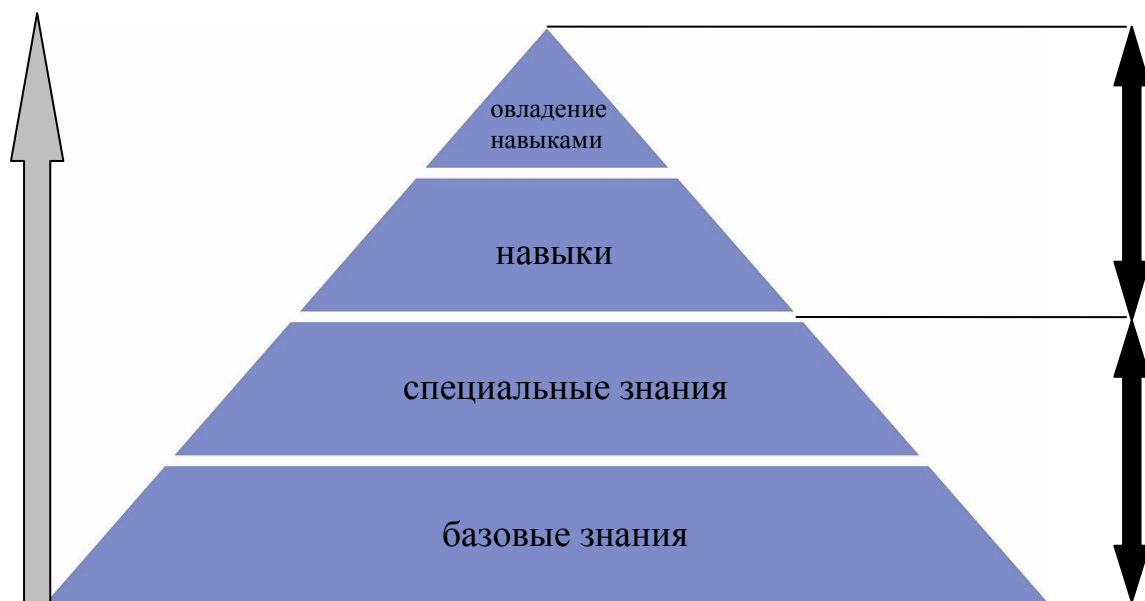 овладение
навыками
навыки
специальные знания
базовые знания